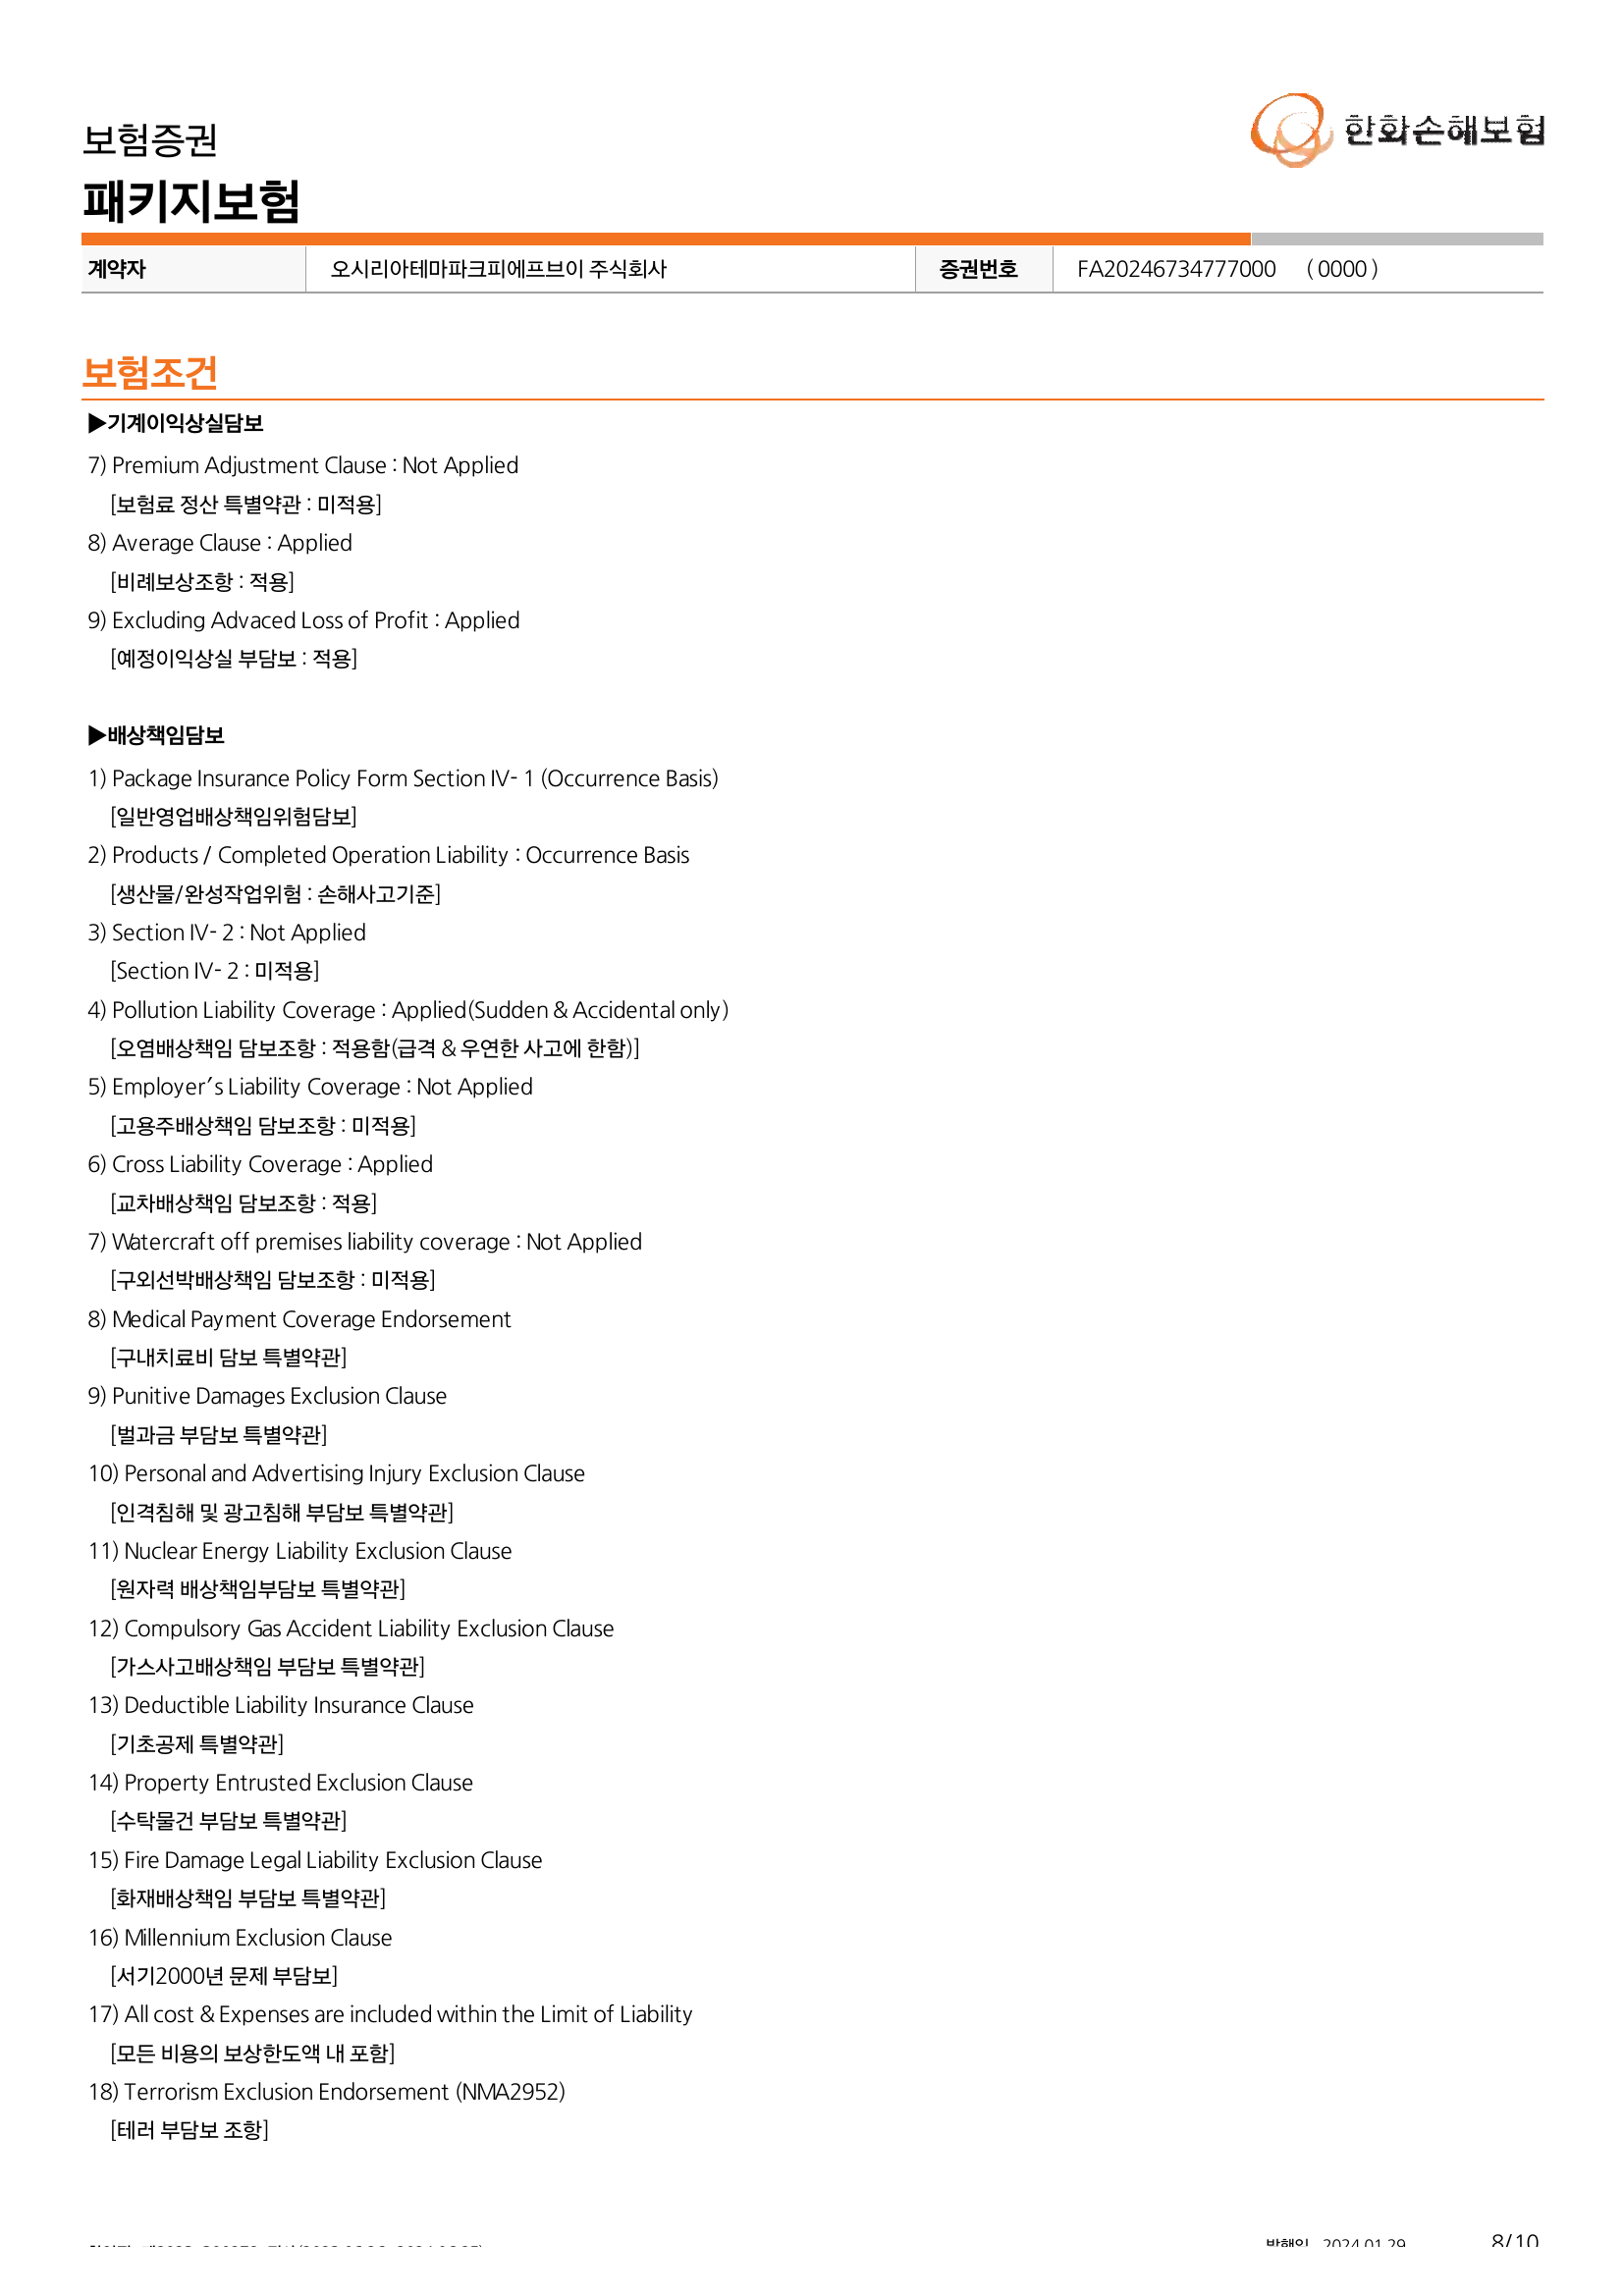 보험증권
한화손해보험
패키지보험
계약자 오시리아테마파크피에프브이 주식회사 증권번호 FA20246734777000 ( 0000 )
보험조건
▶기계이익상실담보
7) Premium Adjustment Clause : Not Applied
[보험료 정산 특별약관 : 미적용]
8) Average Clause : Applied
[비례보상조항 : 적용]
9) Excluding Advaced Loss of Profit : Applied
[예정이익상실 부담보 : 적용]
▶배상책임담보
1) Package Insurance Policy Form Section IV- 1 (Occurrence Basis)
[일반영업배상책임위험담보]
2) Products / Completed Operation Liability : Occurrence Basis
[생산물/완성작업위험 : 손해사고기준]
3) Section IV- 2 : Not Applied
[Section IV- 2 : 미적용]
4) Pollution Liability Coverage : Applied(Sudden & Accidental only)
[오염배상책임 담보조항 : 적용함(급격 & 우연한 사고에 한함)]
5) Employer´s Liability Coverage : Not Applied
[고용주배상책임 담보조항 : 미적용]
6) Cross Liability Coverage : Applied
[교차배상책임 담보조항 : 적용]
7) Watercraft off premises liability coverage : Not Applied
[구외선박배상책임 담보조항 : 미적용]
8) Medical Payment Coverage Endorsement
[구내치료비 담보 특별약관]
9) Punitive Damages Exclusion Clause
[벌과금 부담보 특별약관]
10) Personal and Advertising Injury Exclusion Clause
[인격침해 및 광고침해 부담보 특별약관]
11) Nuclear Energy Liability Exclusion Clause
[원자력 배상책임부담보 특별약관]
12) Compulsory Gas Accident Liability Exclusion Clause
[가스사고배상책임 부담보 특별약관]
13) Deductible Liability Insurance Clause
[기초공제 특별약관]
14) Property Entrusted Exclusion Clause
[수탁물건 부담보 특별약관]
15) Fire Damage Legal Liability Exclusion Clause
[화재배상책임 부담보 특별약관]
16) Millennium Exclusion Clause
[서기2000년 문제 부담보]
17) All cost & Expenses are included within the Limit of Liability
[모든 비용의 보상한도액 내 포함]
18) Terrorism Exclusion Endorsement (NMA2952)
[테러 부담보 조항]
발행일 2024.01.29 8/10